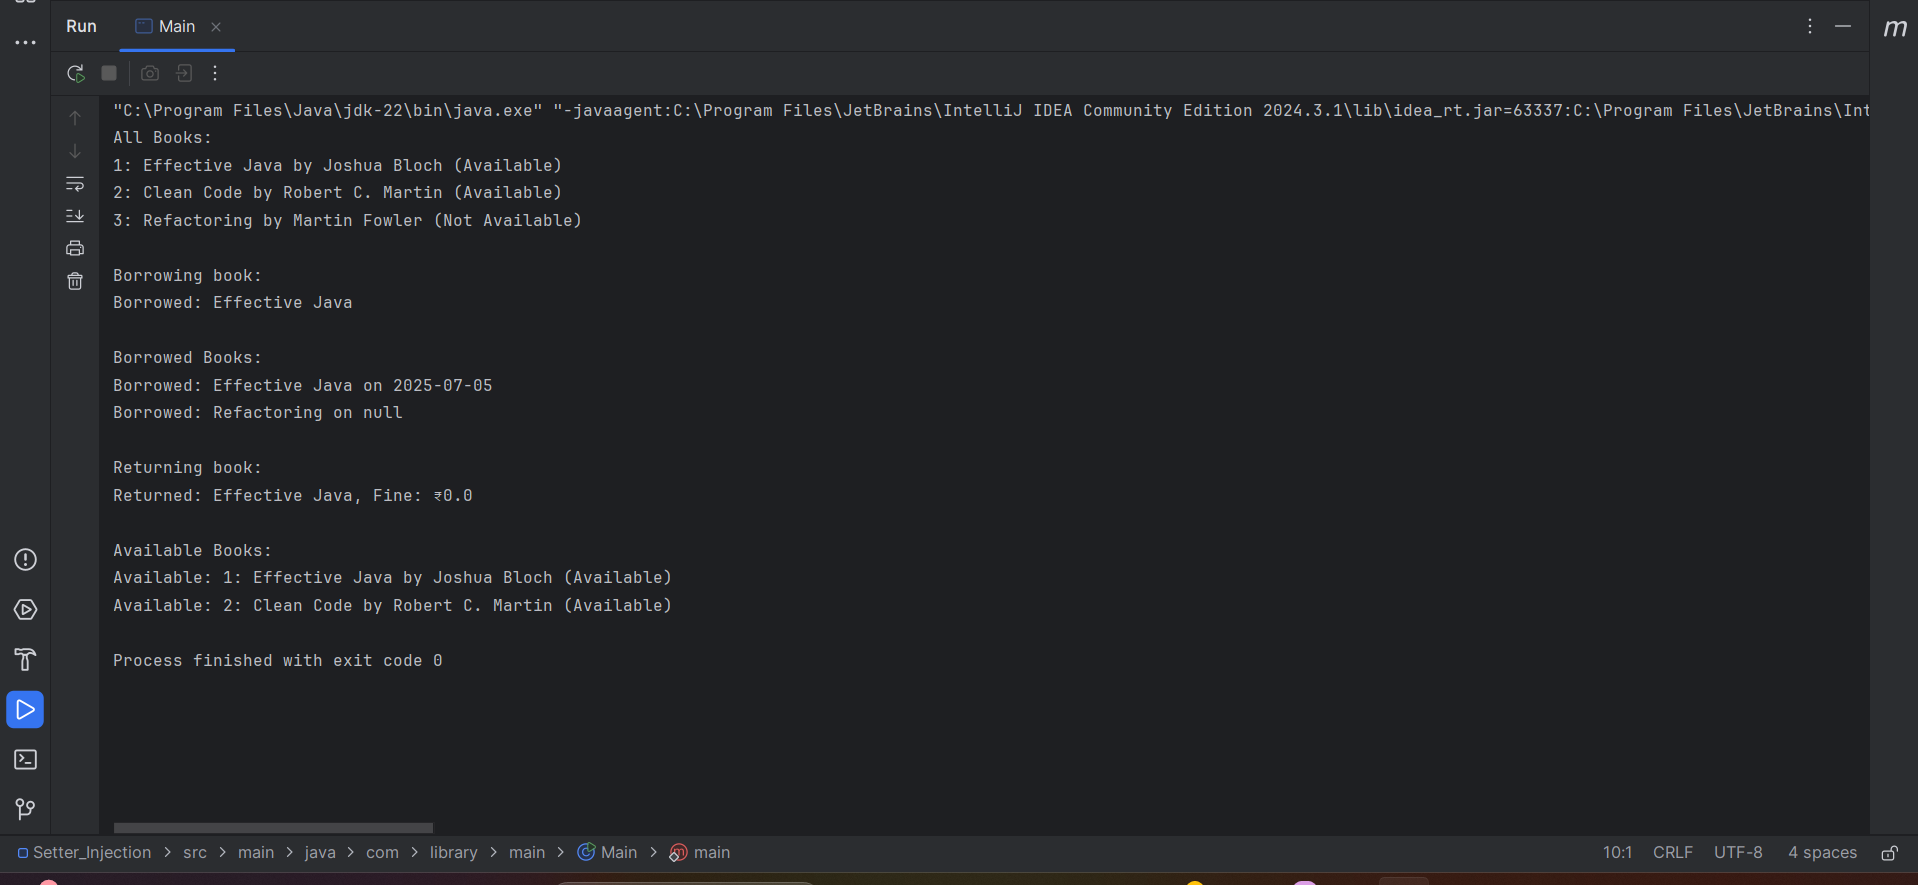 Run Main
"C:\Program Files\Java\jdk-22\bin\java.exe" "-javaagent:C:\Program Files\JetBrains\IntelliJ IDEA Community Edition 2024.3.1\lib\idea_rt.jar=63337:C:\Program Files\JetBrains\Int
All Books:
1: Effective Java by Joshua Bloch (Available)
2: Clean Code by Robert C. Martin (Available)
3: Refactoring by Martin Fowler (Not Available)
Borrowing book:
Borrowed: Effective Java
Borrowed Books:
Borrowed: Effective Java on 2025-07-05
Borrowed: Refactoring on null
Returning book:
Returned: Effective Java, Fine: ₹0.0
Available Books:
Available: 1: Effective Java by Joshua Bloch (Available)
Available: 2: Clean Code by Robert C. Martin (Available)
Process finished with exit code 0
Setter_Injection > src > main > java > com > library > main > Main > main 10:1 CRLF UTF-8 4 spaces